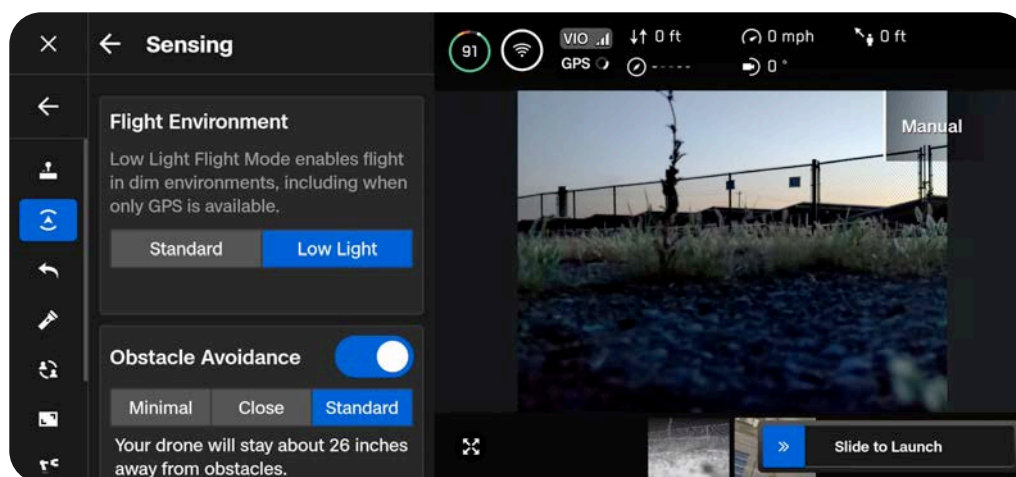 Sensing
Flight Environment
Low Light Flight Mode enables flight
in dim environments, including when
only GPS is available.
Standard
Low Light
Obstacle Avoidance
Minimal
Close
Standard
Your drone will stay about 26 inches
away from obstacles.
91
VIO
0 ft
0 mph
0 ft
GPS
-----
0 °
Manual
Slide to Launch